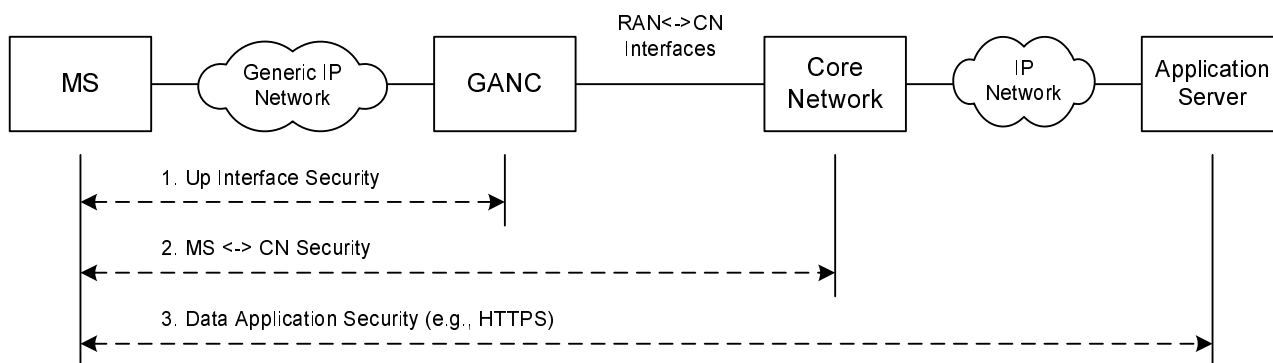 RAN<->CN
Interfaces
MS
Generic IP
Network
GANC
Core
Network
IP
Network
Application
Server
1. Up Interface Security
2. MS <-> CN Security
3. Data Application Security (e.g., HTTPS)